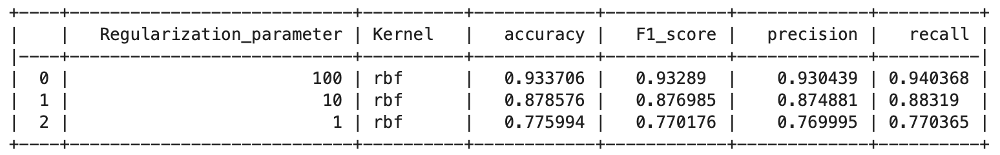 +----+----------------------------+----------+------------+------------+-------------+----------+
|    |   Regularization_parameter | Kernel   |   accuracy |   F1_score |   precision |   recall |
|----+----------------------------+----------+------------+------------+-------------+----------|
|  0 |                        100 | rbf      |   0.933706 |   0.93289  |    0.930439 | 0.940368 |
|  1 |                         10 | rbf      |   0.878576 |   0.876985 |    0.874881 | 0.88319  |
|  2 |                          1 | rbf      |   0.775994 |   0.770176 |    0.769995 | 0.770365 |
+----+----------------------------+----------+------------+------------+-------------+----------+